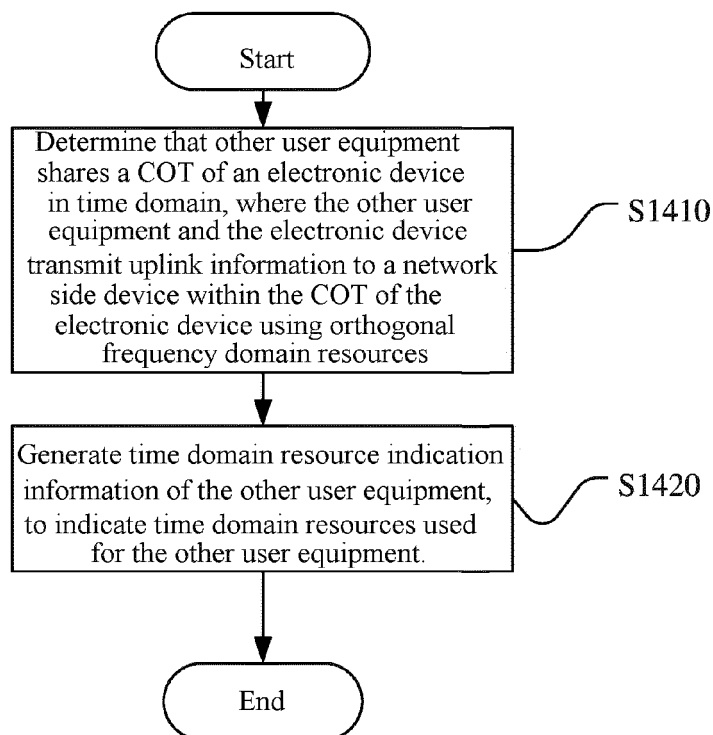 Start
Determine that other user equipment
shares a COT of an electronic device
in time domain, where the other user
equipment and the electronic device
transmit uplink information to a network
side device within the COT of the
electronic device using orthogonal
frequency domain resources
S1410
Generate time domain resource indication
information of the other user equipment,
to indicate time domain resources used
for the other user equipment.
S1420
End